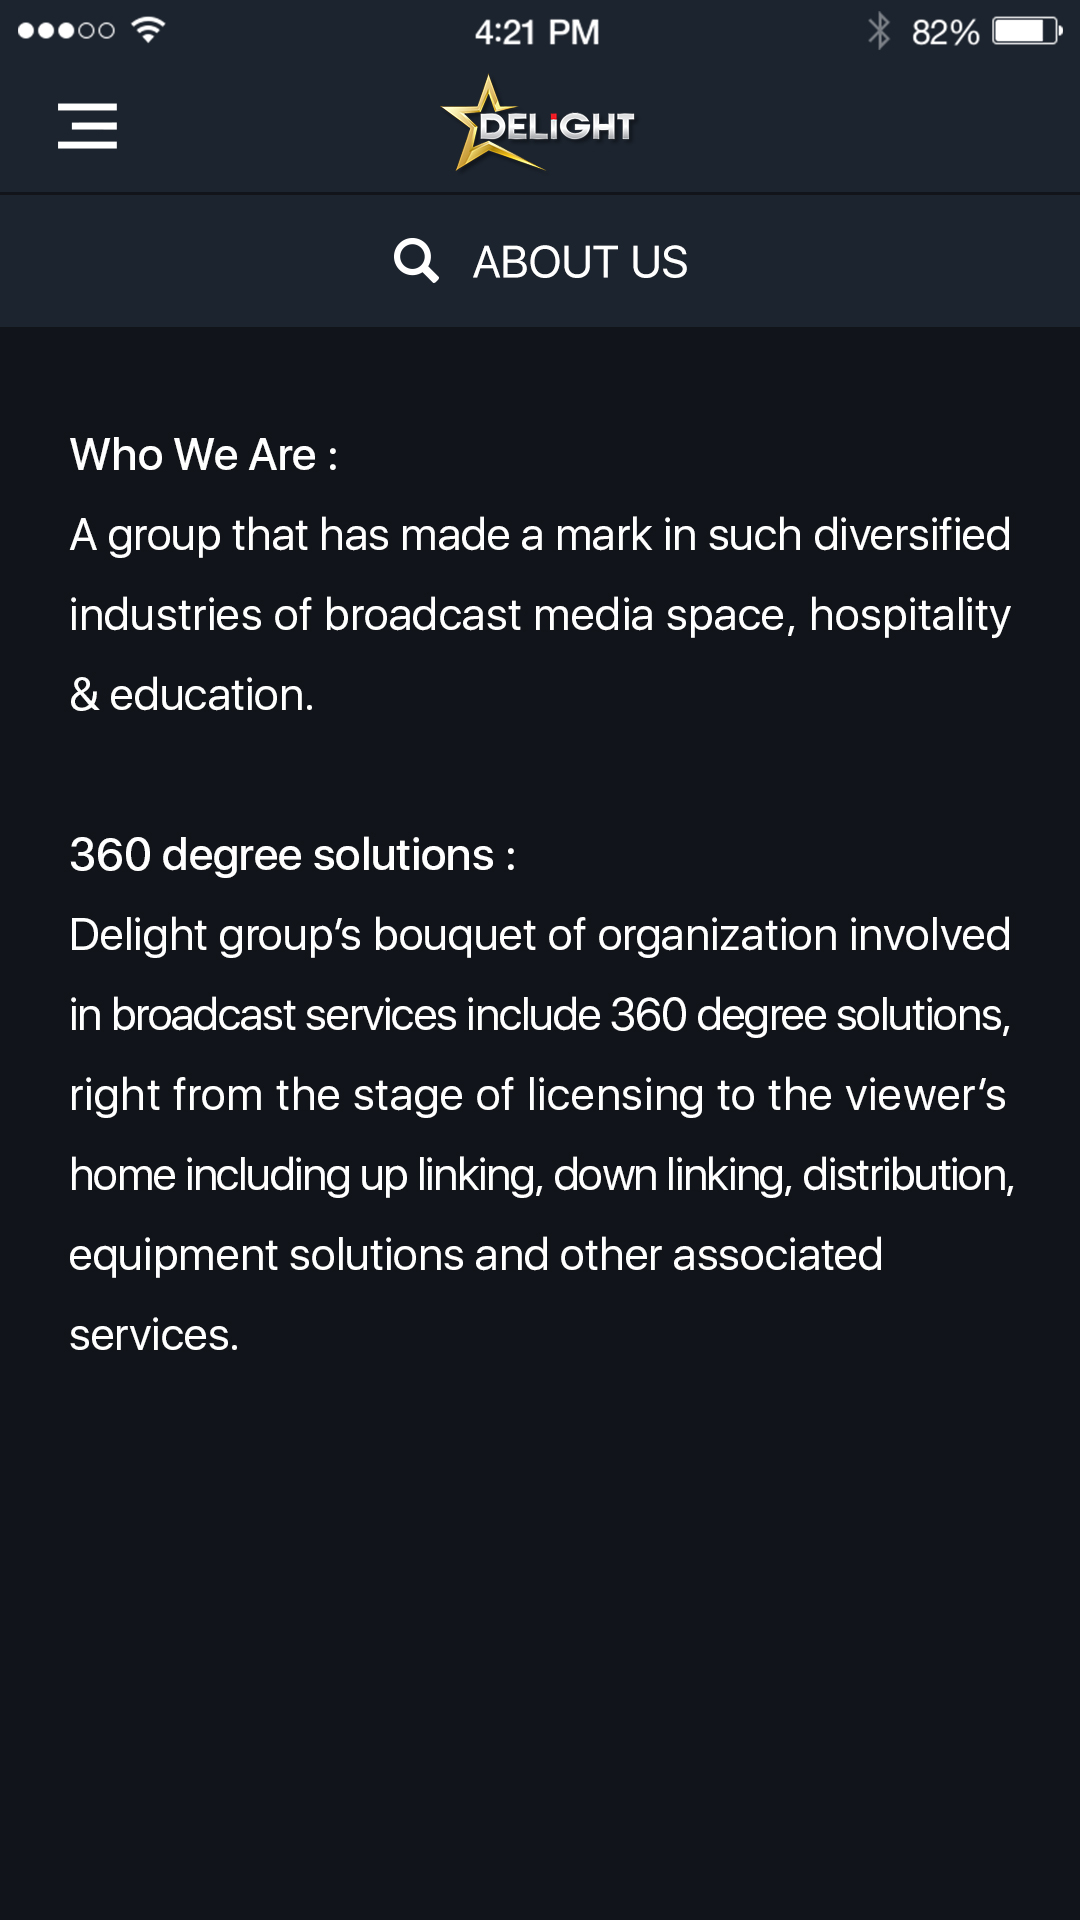 4:21 PM 82%
DELiGHT
ABOUT US
Who We Are :
A group that has made a mark in such diversified
industries of broadcast media space, hospitality
& education.
360 degree solutions :
Delight group’s bouquet of organization involved
in broadcast services include 360 degree solutions,
right from the stage of licensing to the viewer’s
home including up linking, down linking, distribution,
equipment solutions and other associated
services.